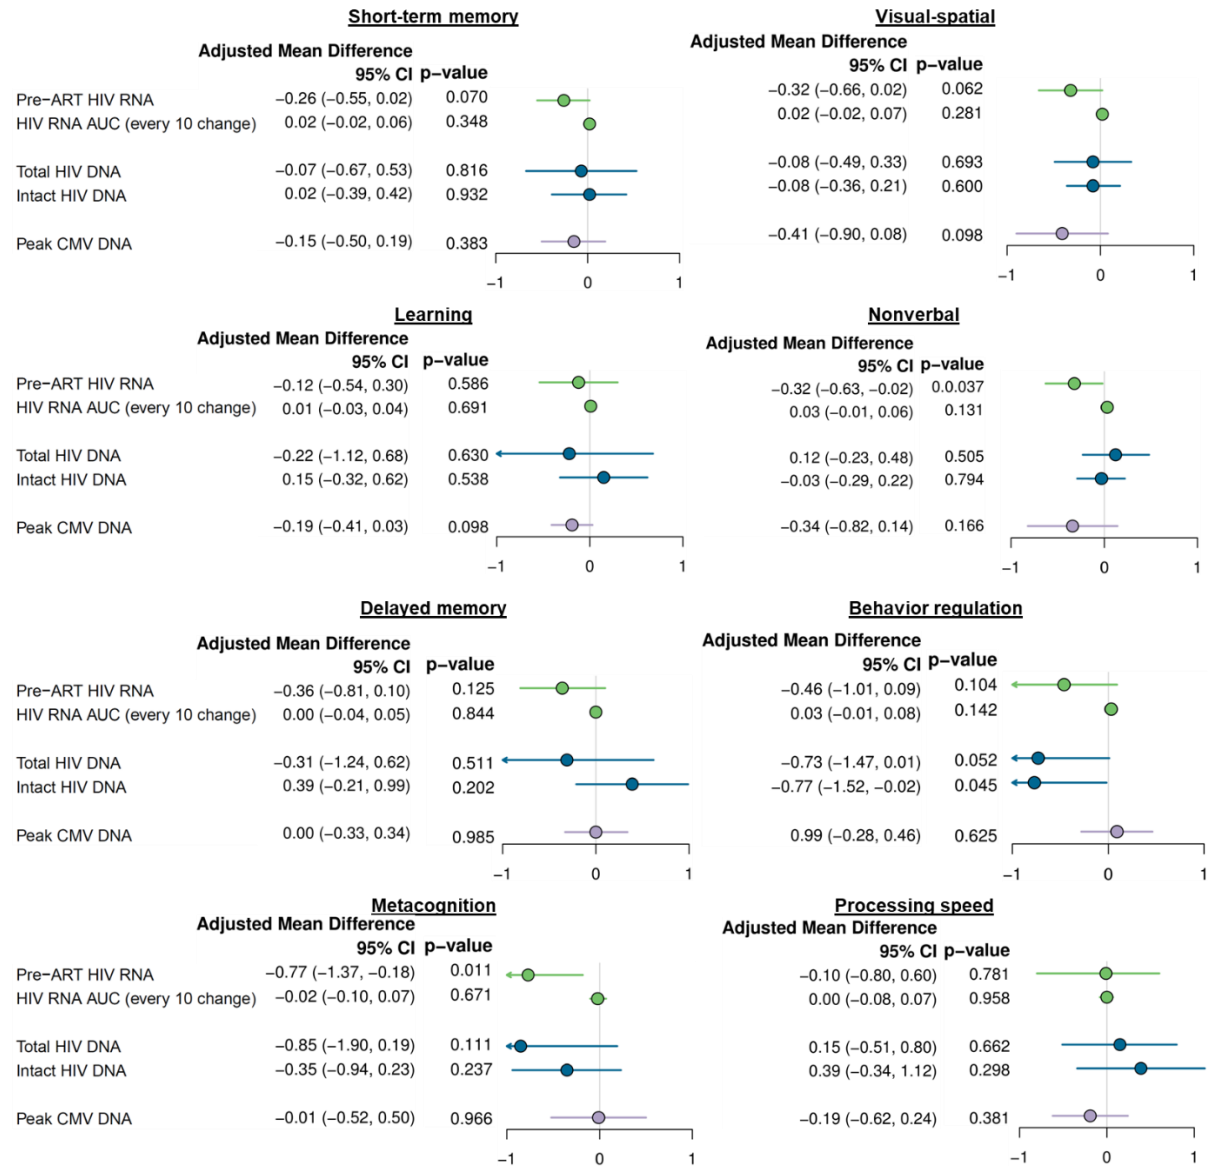 Short-term memory
Adjusted Mean Difference
95% CI p−value
Pre−ART HIV RNA −0.26 (−0.55, 0.02) 0.070
HIV RNA AUC (every 10 change) 0.02 (−0.02, 0.06) 0.348
Total HIV DNA −0.07 (−0.67, 0.53) 0.816
Intact HIV DNA 0.02 (−0.39, 0.42) 0.932
Peak CMV DNA −0.15 (−0.50, 0.19) 0.383
−1 0 1
Visual-spatial
Adjusted Mean Difference
95% CI p−value
−0.32 (−0.66, 0.02) 0.062
0.02 (−0.02, 0.07) 0.281
−0.08 (−0.49, 0.33) 0.693
−0.08 (−0.36, 0.21) 0.600
−0.41 (−0.90, 0.08) 0.098
−1 0 1
Learning
Adjusted Mean Difference
95% CI p−value
Pre−ART HIV RNA −0.12 (−0.54, 0.30) 0.586
HIV RNA AUC (every 10 change) 0.01 (−0.03, 0.04) 0.691
Total HIV DNA −0.22 (−1.12, 0.68) 0.630
Intact HIV DNA 0.15 (−0.32, 0.62) 0.538
Peak CMV DNA −0.19 (−0.41, 0.03) 0.098
−1 0 1
Nonverbal
Adjusted Mean Difference
95% CI p−value
−0.32 (−0.63, −0.02) 0.0.037
0.03 (−0.01, 0.06) 0.131
0.12 (−0.23, 0.48) 0.505
−0.03 (−0.29, 0.22) 0.794
−0.34 (−0.82, 0.14) 0.166
−1 0 1
Delayed memory
Adjusted Mean Difference
95% CI p−value
Pre−ART HIV RNA −0.36 (−0.81, 0.10) 0.125
HIV RNA AUC (every 10 change) 0.00 (−0.04, 0.05) 0.844
Total HIV DNA −0.31 (−1.24, 0.62) 0.511
Intact HIV DNA 0.39 (−0.21, 0.99) 0.202
Peak CMV DNA 0.00 (−0.33, 0.34) 0.985
−1 0 1
Behavior regulation
Adjusted Mean Difference
95% CI p−value
−0.46 (−1.01, 0.09) 0.104
0.03 (−0.01, 0.08) 0.142
−0.73 (−1.47, 0.01) 0.052
−0.77 (−1.52, −0.02) 0.045
0.99 (−0.28, 0.46) 0.625
−1 0 1
Metacognition
Adjusted Mean Difference
95% CI p−value
Pre−ART HIV RNA −0.77 (−1.37, −0.18) 0.011
HIV RNA AUC (every 10 change) −0.02 (−0.10, 0.07) 0.671
Total HIV DNA −0.85 (−1.90, 0.19) 0.111
Intact HIV DNA −0.35 (−0.94, 0.23) 0.237
Peak CMV DNA −0.01 (−0.52, 0.50) 0.966
−1 0 1
Processing speed
Adjusted Mean Difference
95% CI p−value
−0.10 (−0.80, 0.60) 0.781
0.00 (−0.08, 0.07) 0.958
0.15 (−0.51, 0.80) 0.662
0.39 (−0.34, 1.12) 0.298
−0.19 (−0.62, 0.24) 0.381
−1 0 1